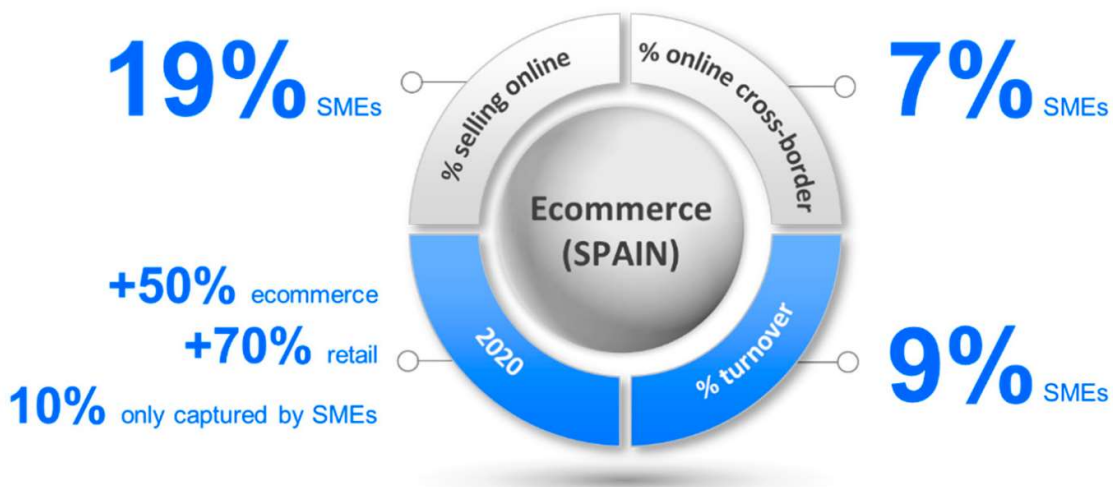 19% SMEs
% selling online
% online cross-border
7% SMEs
Ecommerce
(SPAIN)
+50% ecommerce
+70% retail
10% only captured by SMEs
2020
% turnover
9% SMEs